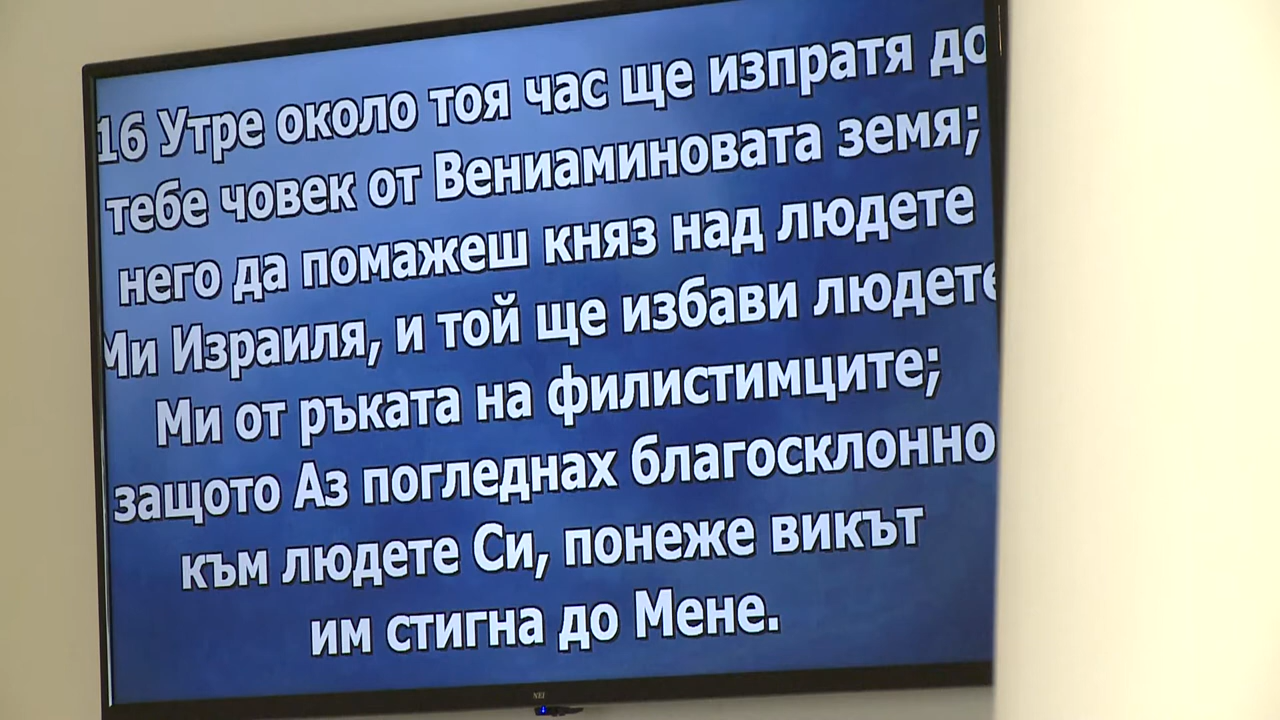 16 Утре около тоя час ще изпратя до
тебе човек от Вениаминовата земя;
него да помажеш княз над людете
Ми Израиля, и той ще избави людете
Ми от ръката на филистимците;
защото Аз погледнах благосклонно
към людете Си, понеже викът
им стигна до Мене.
NEI